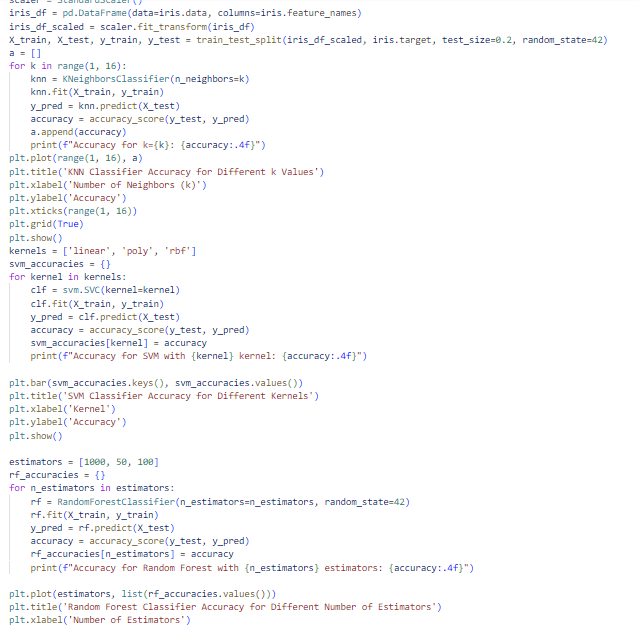 scaler = StandardScaler()
iris_df = pd.DataFrame(data=iris.data, columns=iris.feature_names)
iris_df_scaled = scaler.fit_transform(iris_df)
X_train, X_test, y_train, y_test = train_test_split(iris_df_scaled, iris.target, test_size=0.2, random_state=42)
a = []
for k in range(1, 16):
    knn = KNeighborsClassifier(n_neighbors=k)
    knn.fit(X_train, y_train)
    y_pred = knn.predict(X_test)
    accuracy = accuracy_score(y_test, y_pred)
    a.append(accuracy)
    print(f"Accuracy for k={k}: {accuracy:.4f}")
plt.plot(range(1, 16), a)
plt.title('KNN Classifier Accuracy for Different k Values')
plt.xlabel('Number of Neighbors (k)')
plt.ylabel('Accuracy')
plt.xticks(range(1, 16))
plt.grid(True)
plt.show()
kernels = ['linear', 'poly', 'rbf']
svm_accuracies = {}
for kernel in kernels:
    clf = svm.SVC(kernel=kernel)
    clf.fit(X_train, y_train)
    y_pred = clf.predict(X_test)
    accuracy = accuracy_score(y_test, y_pred)
    svm_accuracies[kernel] = accuracy
    print(f"Accuracy for SVM with {kernel} kernel: {accuracy:.4f}")

plt.bar(svm_accuracies.keys(), svm_accuracies.values())
plt.title('SVM Classifier Accuracy for Different Kernels')
plt.xlabel('Kernel')
plt.ylabel('Accuracy')
plt.show()

estimators = [1000, 50, 100]
rf_accuracies = {}
for n_estimators in estimators:
    rf = RandomForestClassifier(n_estimators=n_estimators, random_state=42)
    rf.fit(X_train, y_train)
    y_pred = rf.predict(X_test)
    accuracy = accuracy_score(y_test, y_pred)
    rf_accuracies[n_estimators] = accuracy
    print(f"Accuracy for Random Forest with {n_estimators} estimators: {accuracy:.4f}")

plt.plot(estimators, list(rf_accuracies.values()))
plt.title('Random Forest Classifier Accuracy for Different Number of Estimators')
plt.xlabel('Number of Estimators')